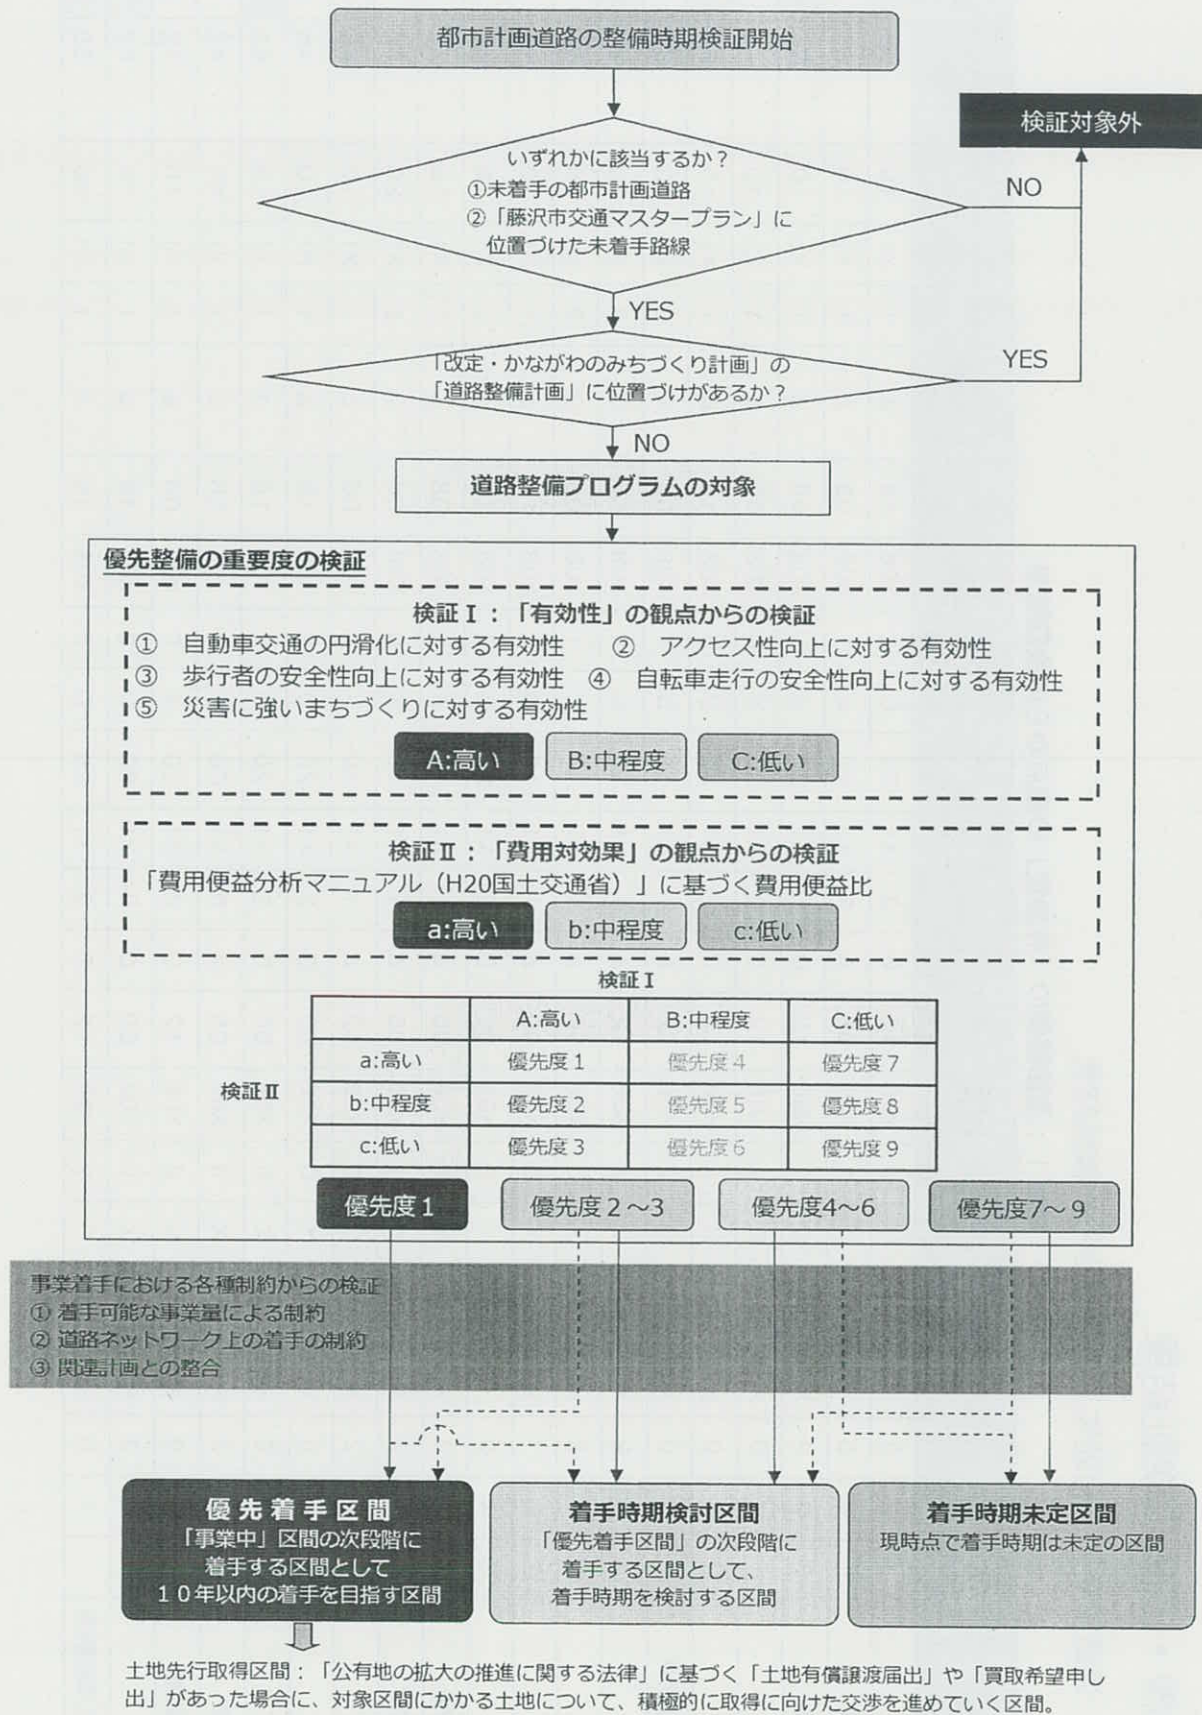 都市計画道路の整備時期検証開始
検証対象外
いずれかに該当するか？
①未着手の都市計画道路
②「藤沢市交通マスタープラン」に
位置づけた未着手路線
NO
YES
「改定・かながわのみちづくり計画」の
「道路整備計画」に位置づけがあるか？
YES
NO
道路整備プログラムの対象
優先整備の重要度の検証
検証Ⅰ：「有効性」の観点からの検証
① 自動車交通の円滑化に対する有効性 ② アクセス性向上に対する有効性
③ 歩行者の安全性向上に対する有効性 ④ 自転車走行の安全性向上に対する有効性
⑤ 災害に強いまちづくりに対する有効性
A:高い B:中程度 C:低い
検証Ⅱ：「費用対効果」の観点からの検証
「費用便益分析マニュアル（H20国土交通省）」に基づく費用便益比
a:高い b:中程度 c:低い
検証Ⅰ
A:高い B:中程度 C:低い
a:高い 優先度１ 優先度４ 優先度７
検証Ⅱ
b:中程度 優先度２ 優先度５ 優先度８
c:低い 優先度３ 優先度６ 優先度９
優先度１ 優先度２～３ 優先度4～6 優先度7～９
事業着手における各種制約からの検証
① 着手可能な事業量による制約
② 道路ネットワーク上の着手の制約
③ 関連計画との整合
優先着手区間
「事業中」区間の次段階に
着手する区間として
１０年以内の着手を目指す区間
着手時期検討区間
「優先着手区間」の次段階に
着手する区間として、
着手時期を検討する区間
着手時期未定区間
現時点で着手時期は未定の区間
土地先行取得区間：「公有地の拡大の推進に関する法律」に基づく「土地有償譲渡届出」や「買取希望申し
出」があった場合に、対象区間にかかる土地について、積極的に取得に向けた交渉を進めていく区間。